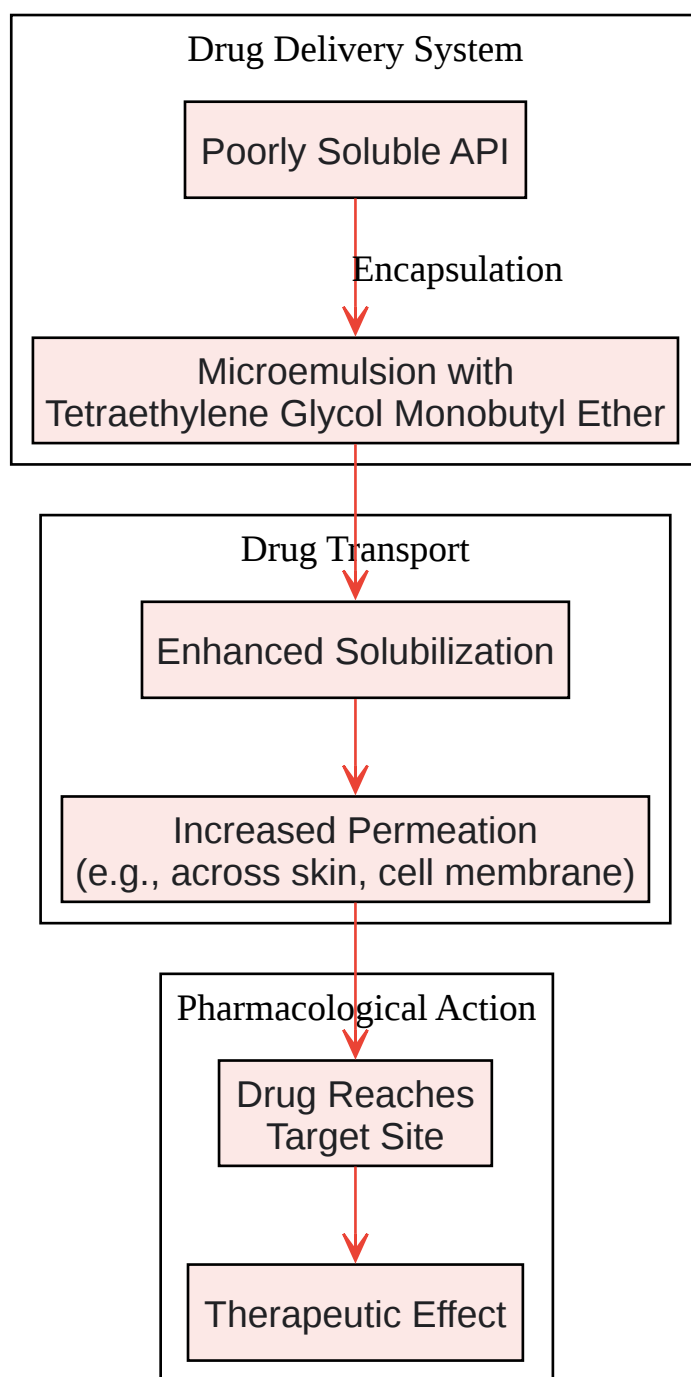 Drug Delivery System
Poorly Soluble API
Encapsulation
Microemulsion with
Tetraethylene Glycol Monobutyl Ether
Drug Transport
Enhanced Solubilization
Increased Permeation
(e.g., across skin, cell membrane)
Pharmacological Action
Drug Reaches
Target Site
Therapeutic Effect